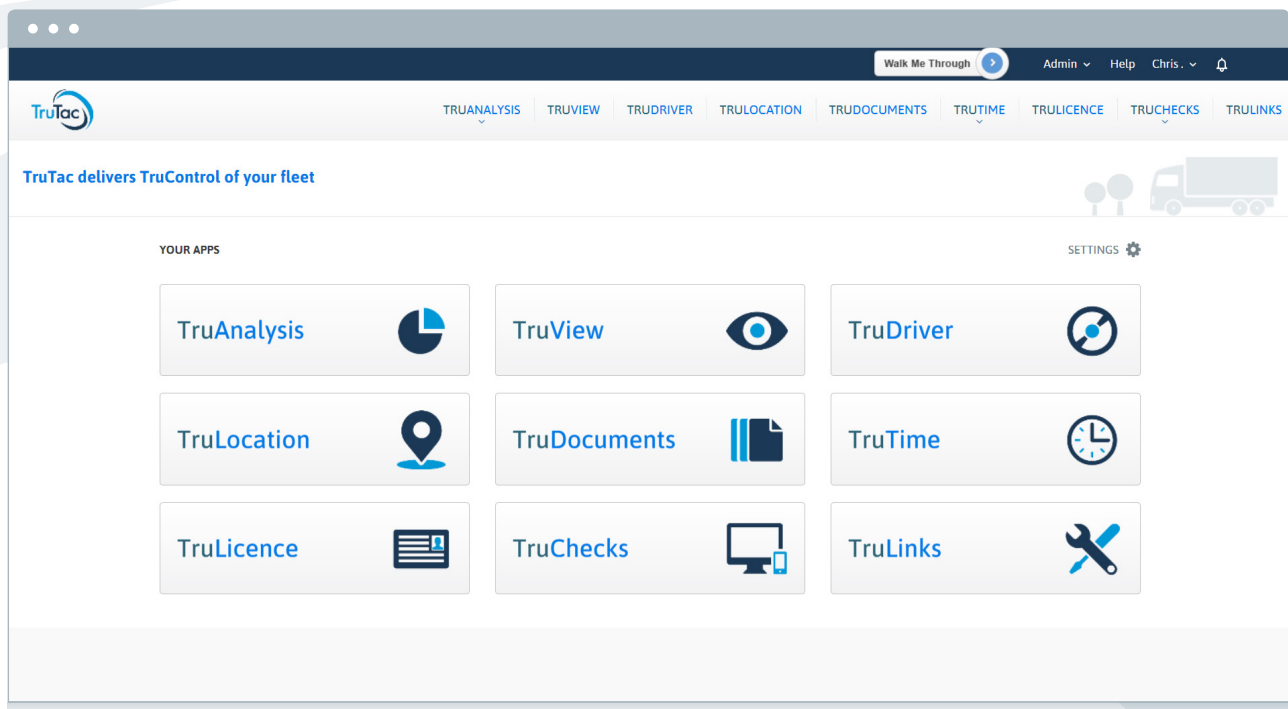 Walk Me Through Admin Help Chris.
TruTac TRUANALYSIS TRUVIEW TRUDRIVER TRULOCATION TRUDOCUMENTS TRUTIME TRULICENCE TRUCHECKS TRULINKS
TruTac delivers TruControl of your fleet
YOUR APPS SETTINGS
TruAnalysis TruView TruDriver
TruLocation TruDocuments TruTime
TruLicence TruChecks TruLinks